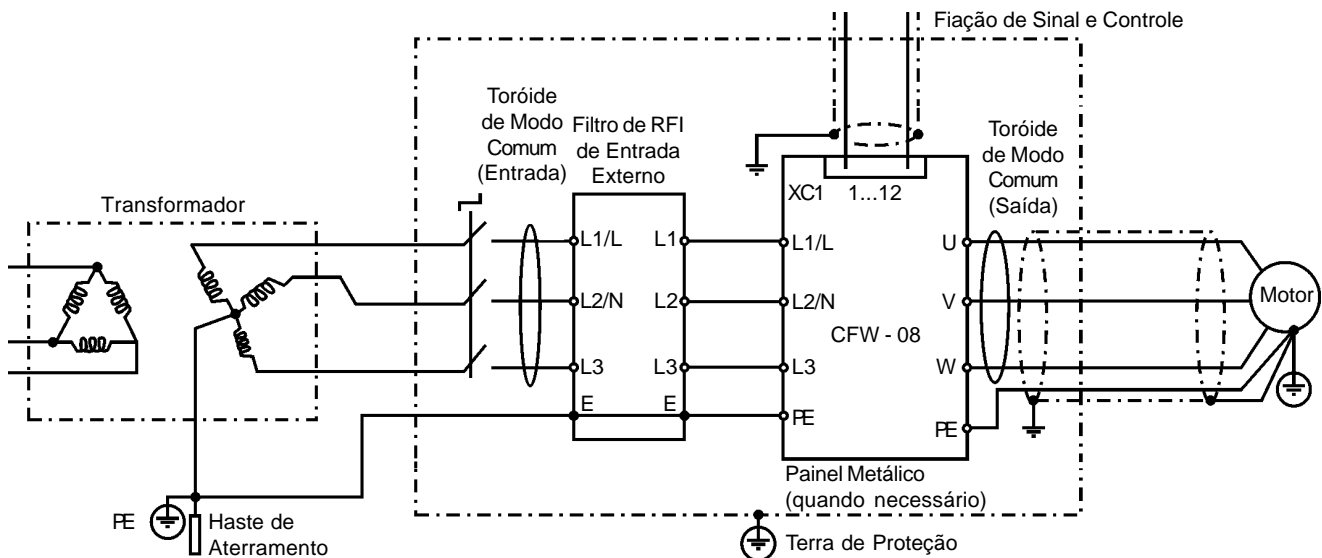 Fiação de Sinal e Controle
Toróide
de Modo
Comum
(Entrada)
Filtro de RFI
de Entrada
Externo
Toróide
de Modo
Comum
(Saída)
Transformador
XC1 1...12
L1/L L1 L1/L U
L2/N L2 L2/N V
CFW - 08
Motor
L3 L3 L3 W
E E PE PE
Painel Metálico
(quando necessário)
PE
Haste de
Aterramento
Terra de Proteção